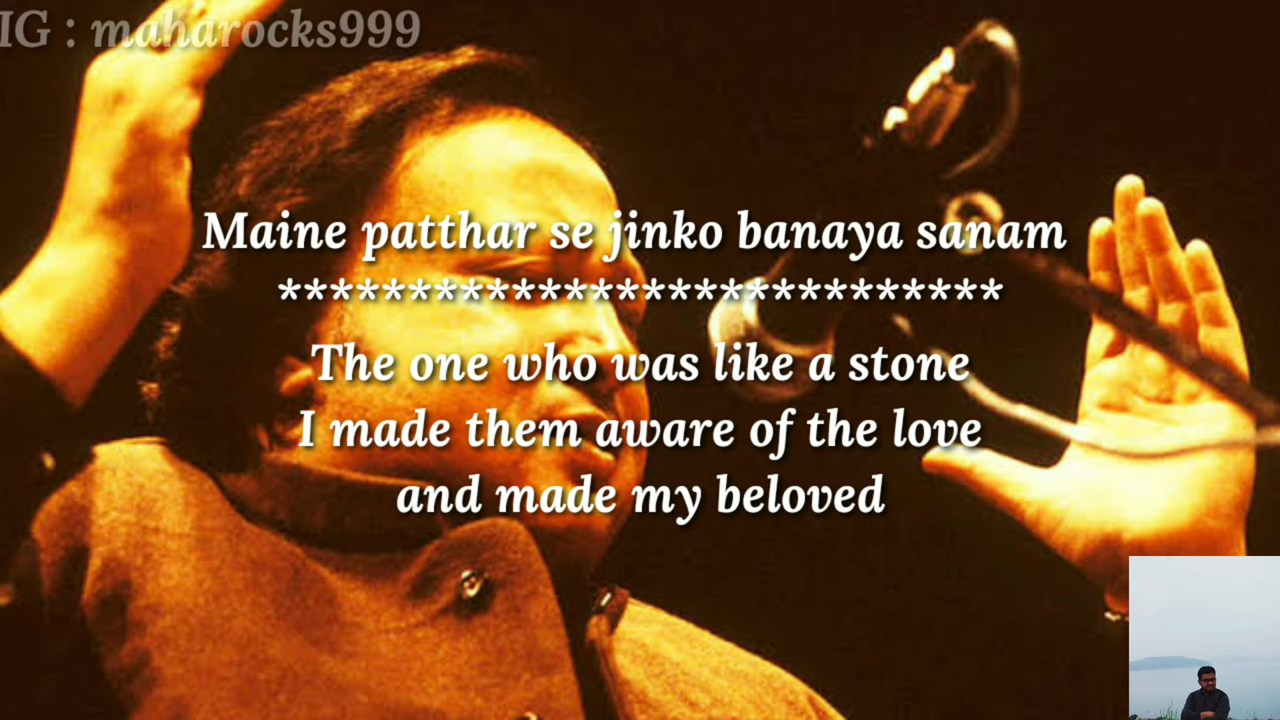 IG : maharocks999
Maine patthar se jinko banaya sanam
****************************
The one who was like a stone
I made them aware of the love
and made my beloved